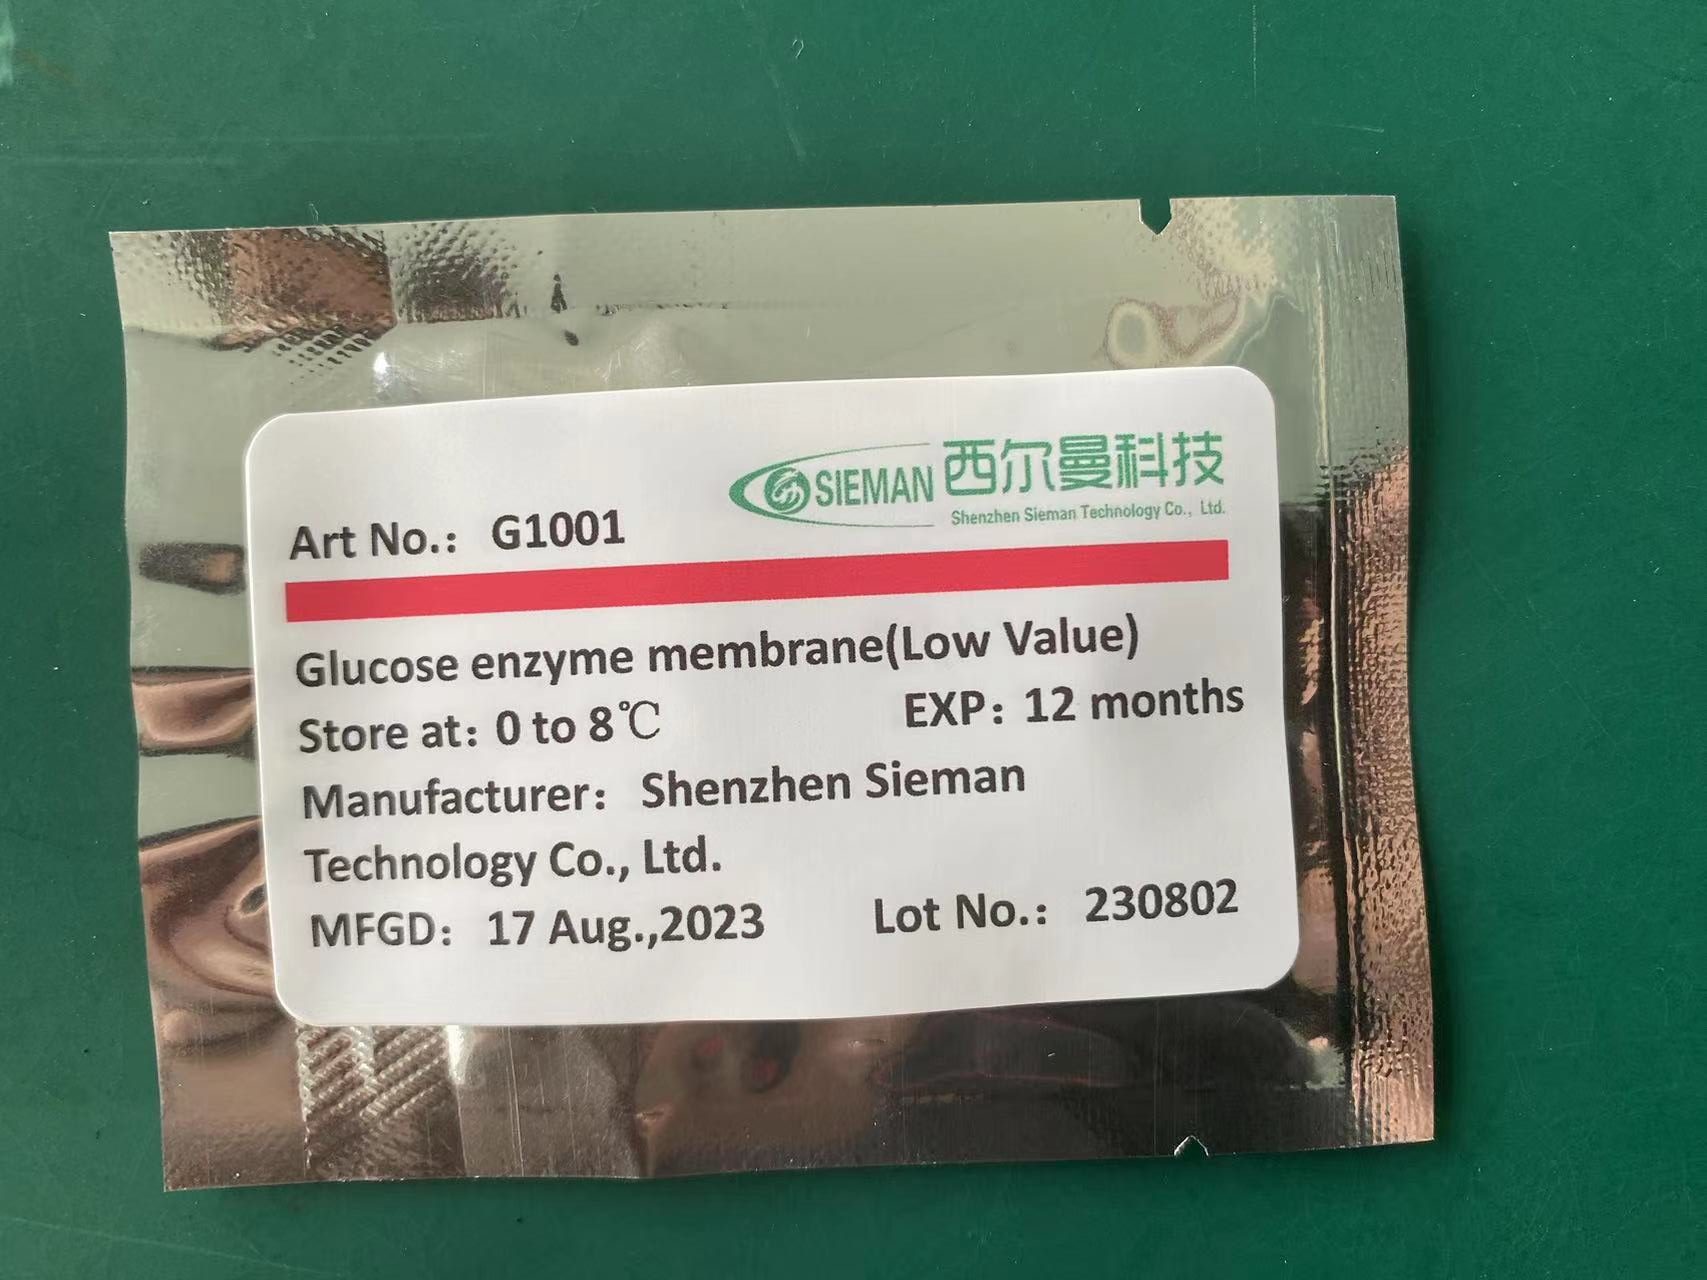 SIEMAN 西尔曼科技
Shenzhen Sieman Technology Co., Ltd.
Art No.: G1001
Glucose enzyme membrane(Low Value)
Store at: 0 to 8℃ EXP: 12 months
Manufacturer: Shenzhen Sieman
Technology Co., Ltd.
MFGD: 17 Aug.,2023 Lot No.: 230802